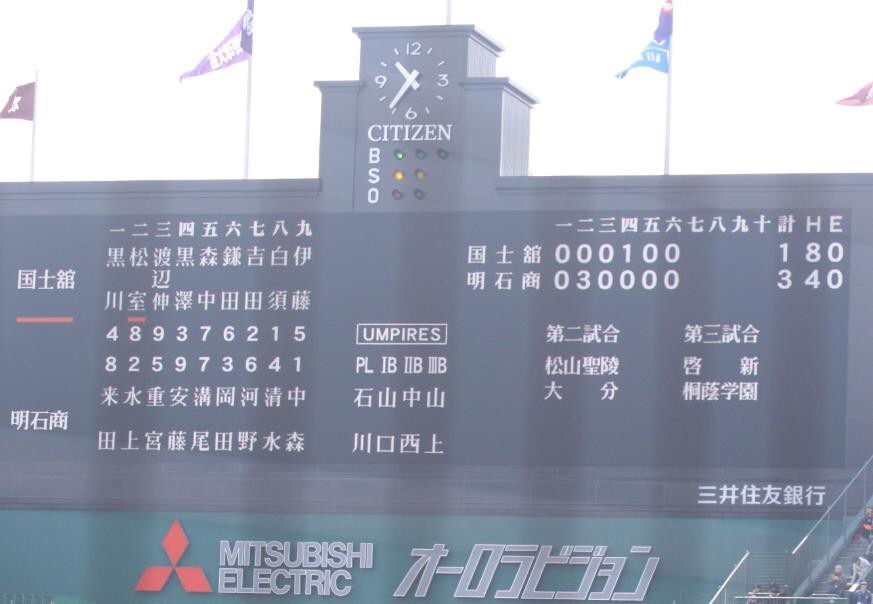 12
9 3
6
CITIZEN
B
S
O
一二三四五六七八九
国士舘
黒松渡黒森鎌吉白伊
辺
川室伸澤中田田須藤
4 8 9 3 7 6 2 1 5
8 2 5 9 7 3 6 4 1
明石商
来水重安溝岡河清中
田上宮藤尾田野水森
UMPIRES
PL IB IIB IIIB
石山中山
川口西上
一二三四五六七八九十計HE
国士舘 000100 1 8 0
明石商 030000 3 4 0
第二試合 第三試合
松山聖陵 啓新
大分 桐蔭学園
三井住友銀行
MITSUBISHI
ELECTRIC
オーロラビジョン